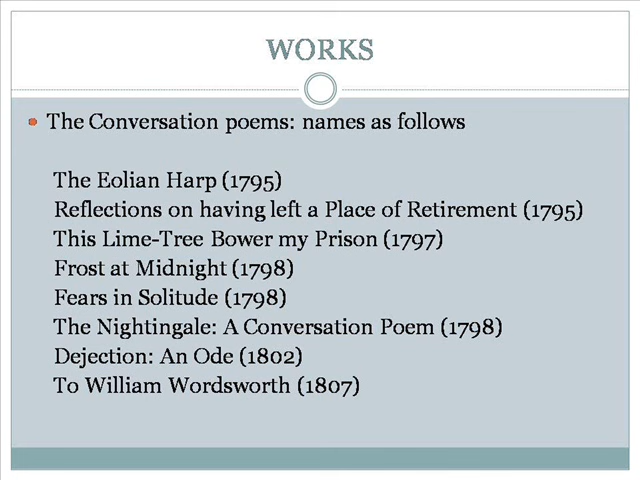 WORKS
The Conversation poems: names as follows
The Eolian Harp (1795)
Reflections on having left a Place of Retirement (1795)
This Lime-Tree Bower my Prison (1797)
Frost at Midnight (1798)
Fears in Solitude (1798)
The Nightingale: A Conversation Poem (1798)
Dejection: An Ode (1802)
To William Wordsworth (1807)